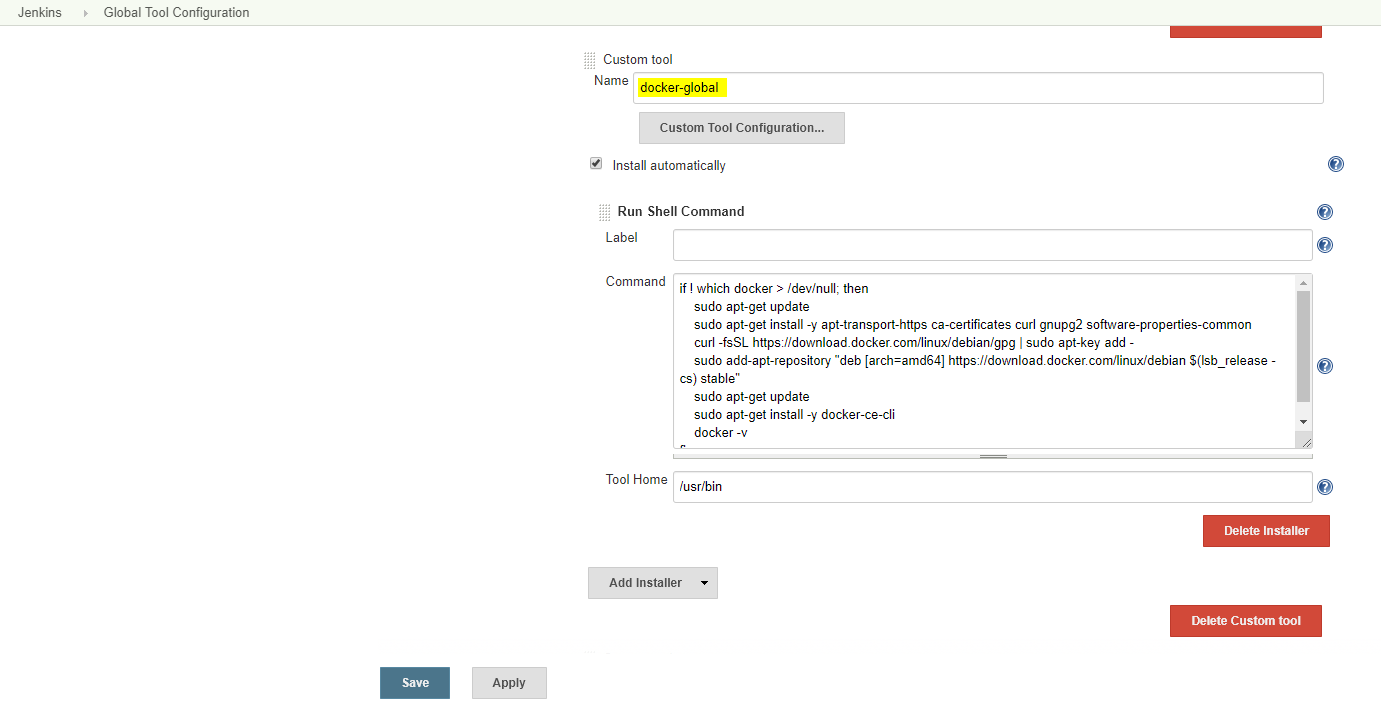 Jenkins
Global Tool Configuration
Custom tool
Name
docker-global
Custom Tool Configuration...
Install automatically
Run Shell Command
Label
Command
if ! which docker > /dev/null; then
sudo apt-get update
sudo apt-get install -y apt-transport-https ca-certificates curl gnupg2 software-properties-common
curl -fsSL https://download.docker.com/linux/debian/gpg | sudo apt-key add -
sudo add-apt-repository "deb [arch=amd64] https://download.docker.com/linux/debian $(lsb_release -
cs) stable"
sudo apt-get update
sudo apt-get install -y docker-ce-cli
docker -v
Tool Home
/usr/bin
Delete Installer
Add Installer
Delete Custom tool
Save
Apply